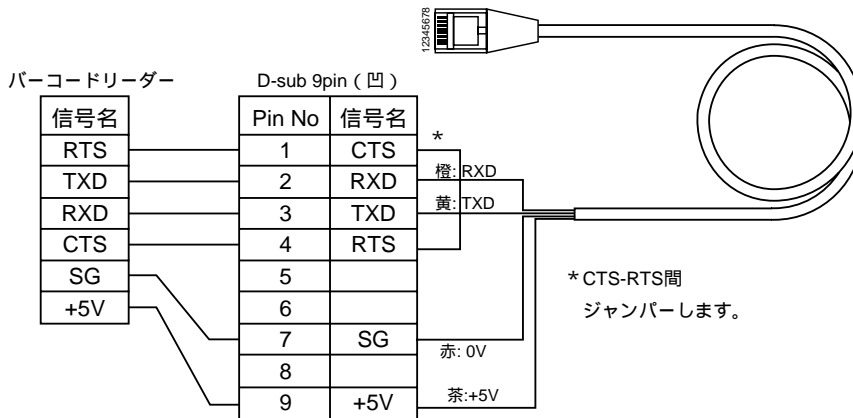 12345678
バーコードリーダー
D-sub 9pin ( 凹 )
信号名
Pin No 信号名
RTS 1 CTS
*
TXD 2 RXD
橙: RXD
RXD 3 TXD
黄: TXD
CTS 4 RTS
SG 5
+5V 6
7 SG
赤: 0V
8
9 +5V
茶:+5V
*CTS-RTS間
ジャンパーします。